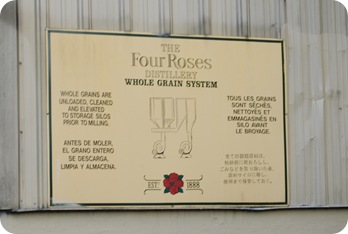 THE
Four Roses
DISTILLERY
WHOLE GRAIN SYSTEM
WHOLE GRAINS ARE
UNLOADED, CLEANED
AND ELEVATED
TO STORAGE SILOS
PRIOR TO MILLING.
ANTES DE MOLER,
EL GRANO ENTERO
SE DESCARGA,
LIMPIA Y ALMACENA.
TOUS LES GRAINS
SONT SÉCHÉS,
NETTOYES ET
EMMAGASINÉS EN
SILO AVANT
LE BROYAGE.
EST. 1888